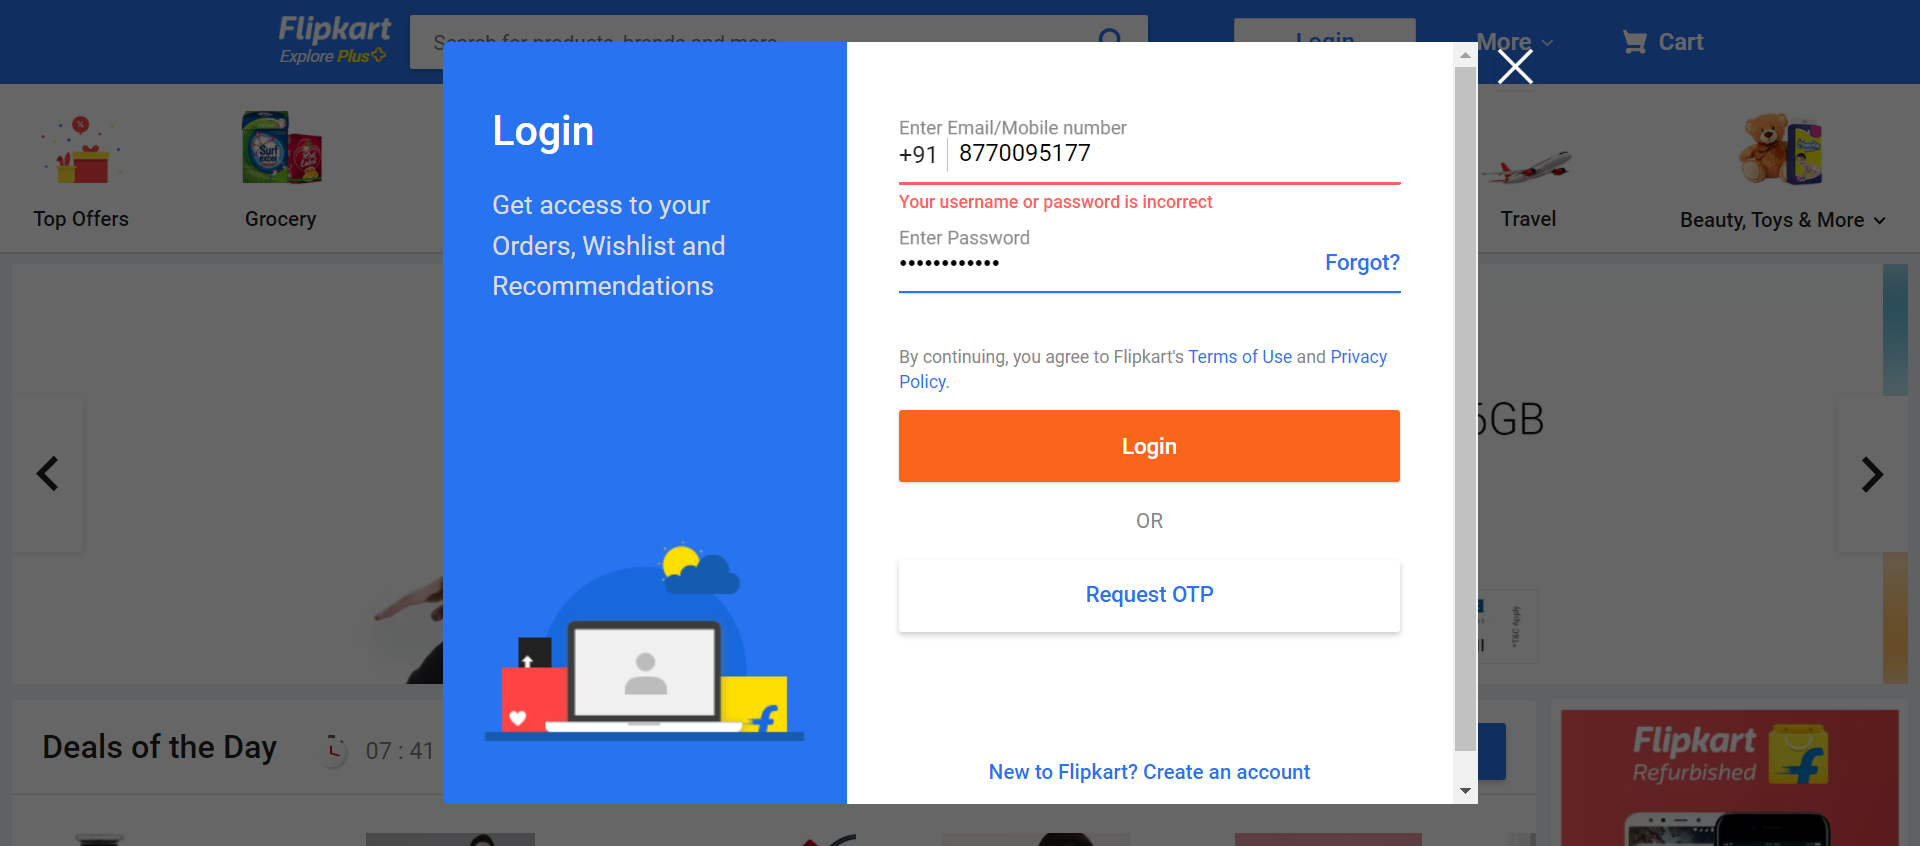 Flipkart
Explore Plus
Search for products, brands and more
Login
More
Cart
Top Offers
Grocery
Travel
Beauty, Toys & More
Login
Get access to your
Orders, Wishlist and
Recommendations
Enter Email/Mobile number
+91 8770095177
Your username or password is incorrect
Enter Password
Forgot?
By continuing, you agree to Flipkart's Terms of Use and Privacy
Policy.
Login
OR
Request OTP
New to Flipkart? Create an account
GB
*T&C Apply
Deals of the Day
07 : 41
Flipkart
Refurbished